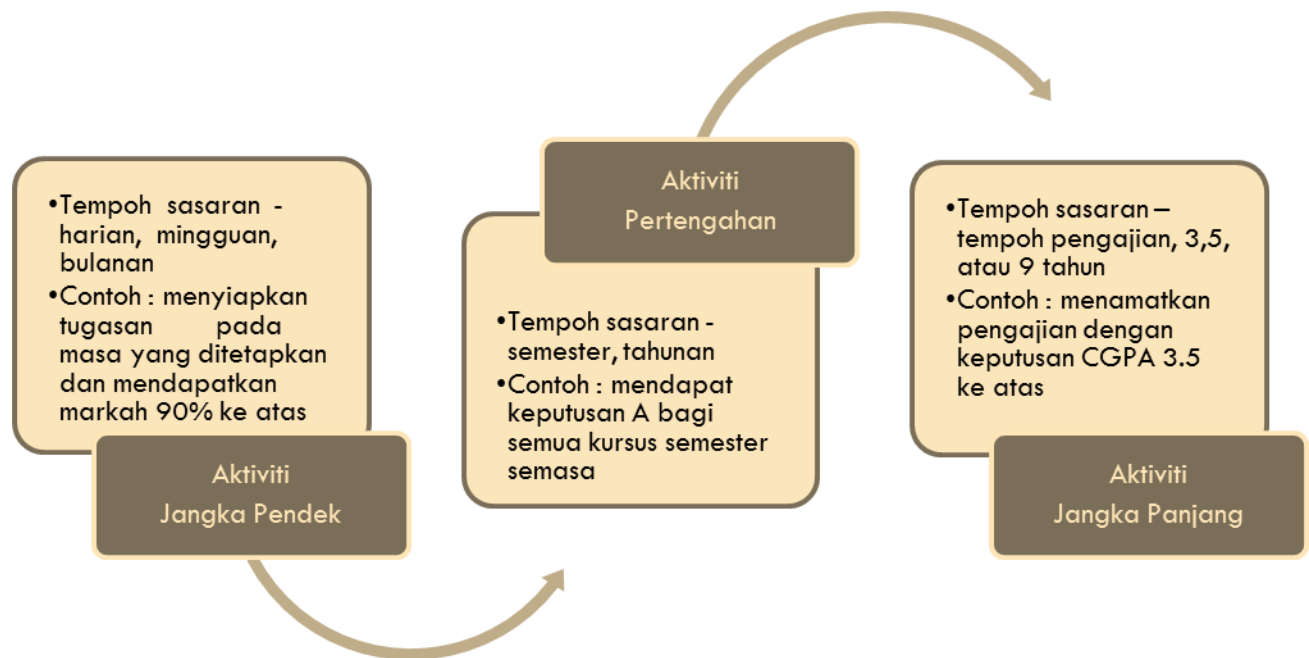 •Tempoh sasaran -
harian, mingguan,
bulanan
•Contoh : menyiapkan
tugasan pada
masa yang ditetapkan
dan mendapatkan
markah 90% ke atas
Aktiviti
Jangka Pendek
Aktiviti
Pertengahan
•Tempoh sasaran -
semester, tahunan
•Contoh : mendapat
keputusan A bagi
semua kursus semester
semasa
•Tempoh sasaran –
tempoh pengajian, 3,5,
atau 9 tahun
•Contoh : menamatkan
pengajian dengan
keputusan CGPA 3.5
ke atas
Aktiviti
Jangka Panjang